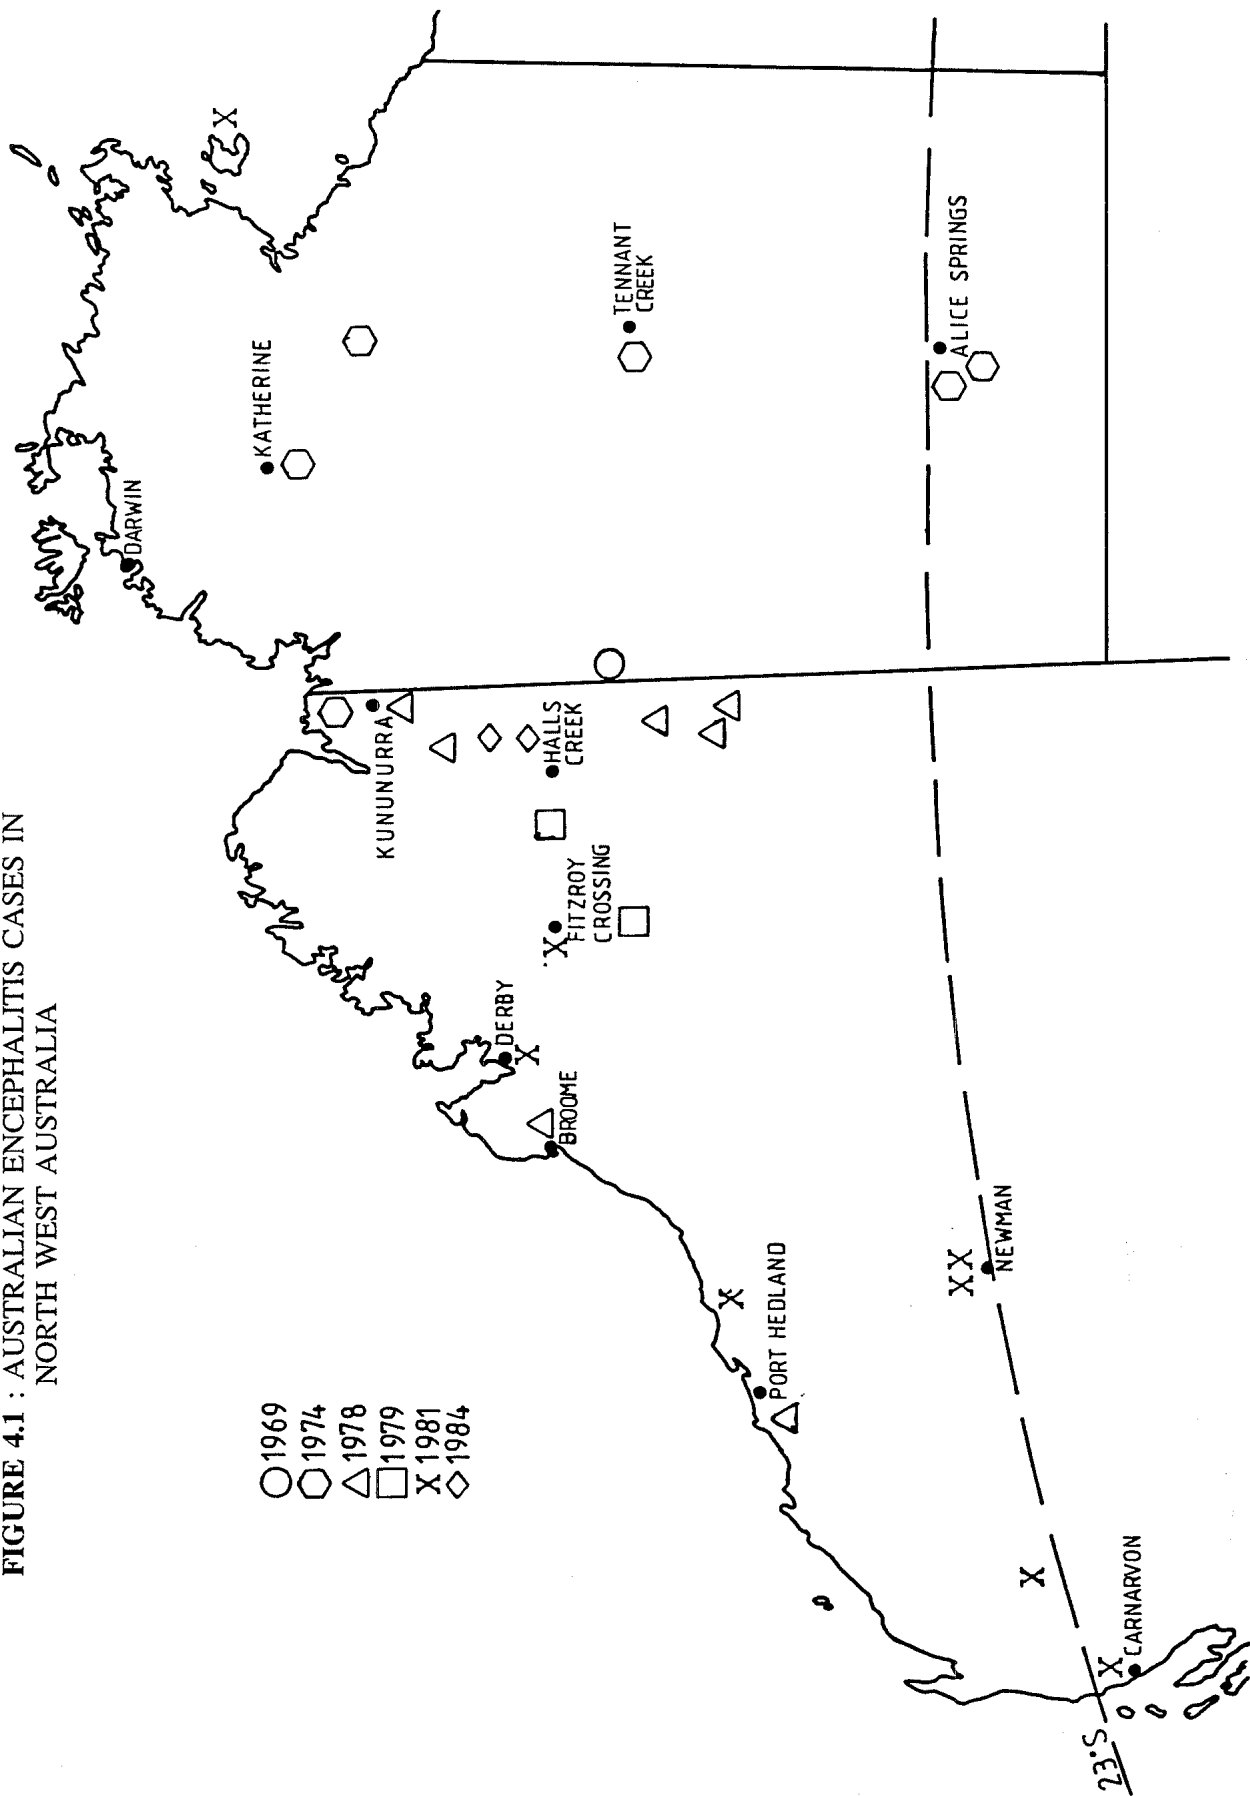 FIGURE 4.1 : AUSTRALIAN ENCEPHALITIS CASES IN
NORTH WEST AUSTRALIA
1969
1974
1978
1979
X 1981
1984
DARWIN
KATHERINE
X
KUNUNURRA
TENNANT
CREEK
HALLS
CREEK
FITZROY
CROSSING
X
DERBY
X
BROOME
X
PORT HEDLAND
ALICE SPRINGS
XX
NEWMAN
X
X
CARNARVON
23°S